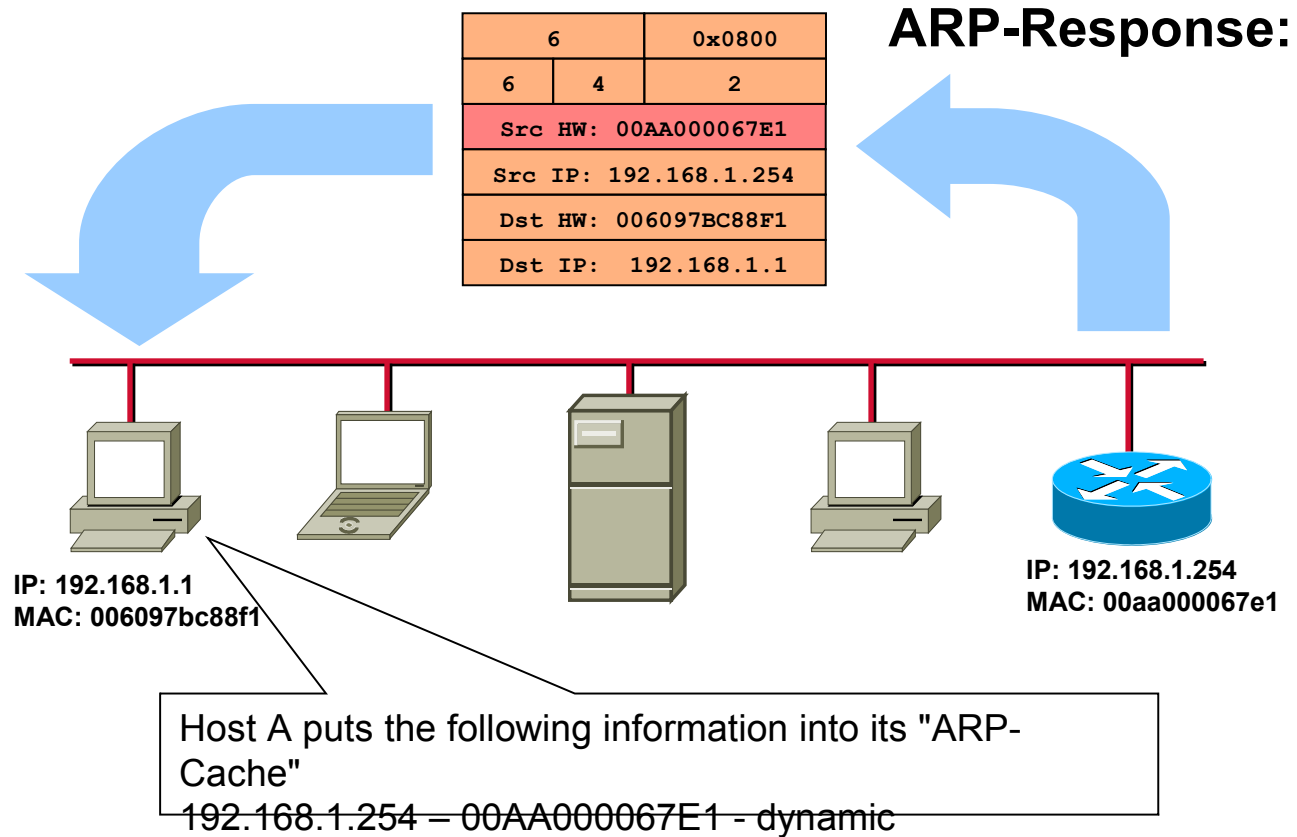 ARP-Response:
6 0x0800
6 4 2
Src HW: 00AA000067E1
Src IP: 192.168.1.254
Dst HW: 006097BC88F1
Dst IP: 192.168.1.1
IP: 192.168.1.1
MAC: 006097bc88f1
IP: 192.168.1.254
MAC: 00aa000067e1
Host A puts the following information into its "ARP-
Cache"
192.168.1.254 – 00AA000067E1 - dynamic